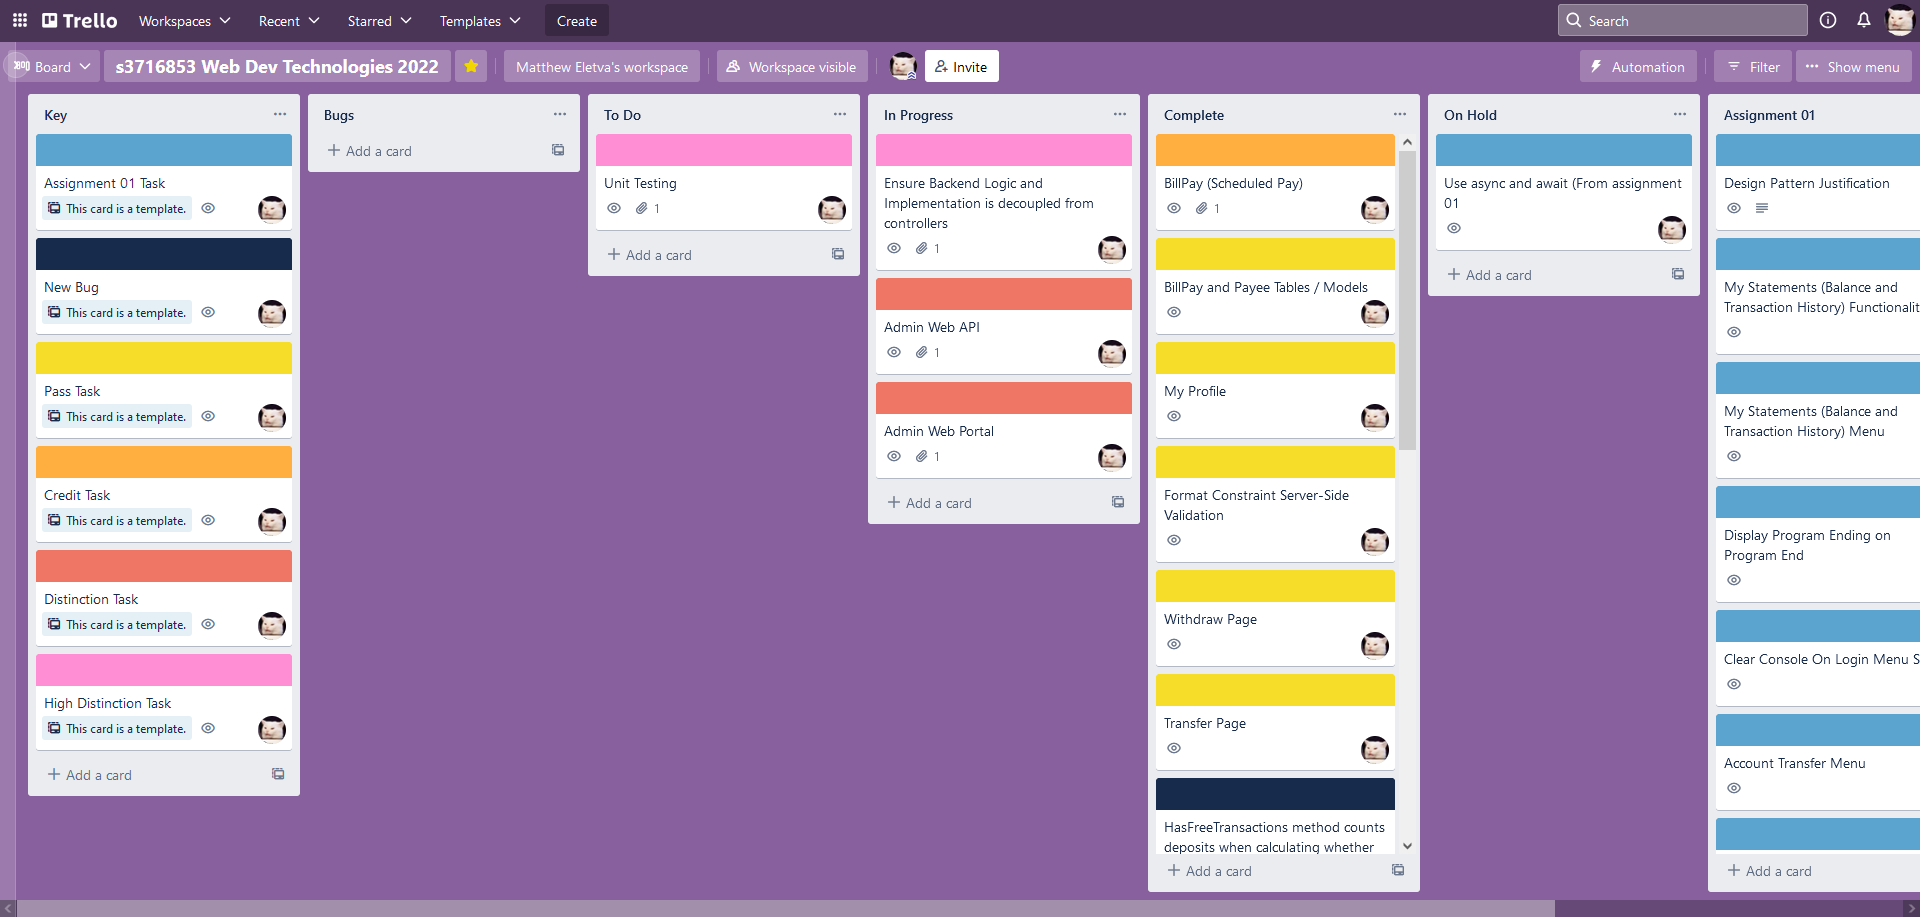 Trello
Workspaces
Recent
Starred
Templates
Create
Search
Board
s3716853 Web Dev Technologies 2022
Matthew Eletva's workspace
Workspace visible
Invite
Automation
Filter
Show menu
Key
Assignment 01 Task
This card is a template.
New Bug
This card is a template.
Pass Task
This card is a template.
Credit Task
This card is a template.
Distinction Task
This card is a template.
High Distinction Task
This card is a template.
Add a card
Bugs
Add a card
To Do
Unit Testing
1
Add a card
In Progress
Ensure Backend Logic and
Implementation is decoupled from
controllers
1
Admin Web API
1
Admin Web Portal
1
Add a card
Complete
BillPay (Scheduled Pay)
1
BillPay and Payee Tables / Models
My Profile
Format Constraint Server-Side
Validation
Withdraw Page
Transfer Page
HasFreeTransactions method counts
deposits when calculating whether
Add a card
On Hold
Use async and await (From assignment
01
Add a card
Assignment 01
Design Pattern Justification
My Statements (Balance and
Transaction History) Functionalit
My Statements (Balance and
Transaction History) Menu
Display Program Ending on
Program End
Clear Console On Login Menu S
Account Transfer Menu
Add a card